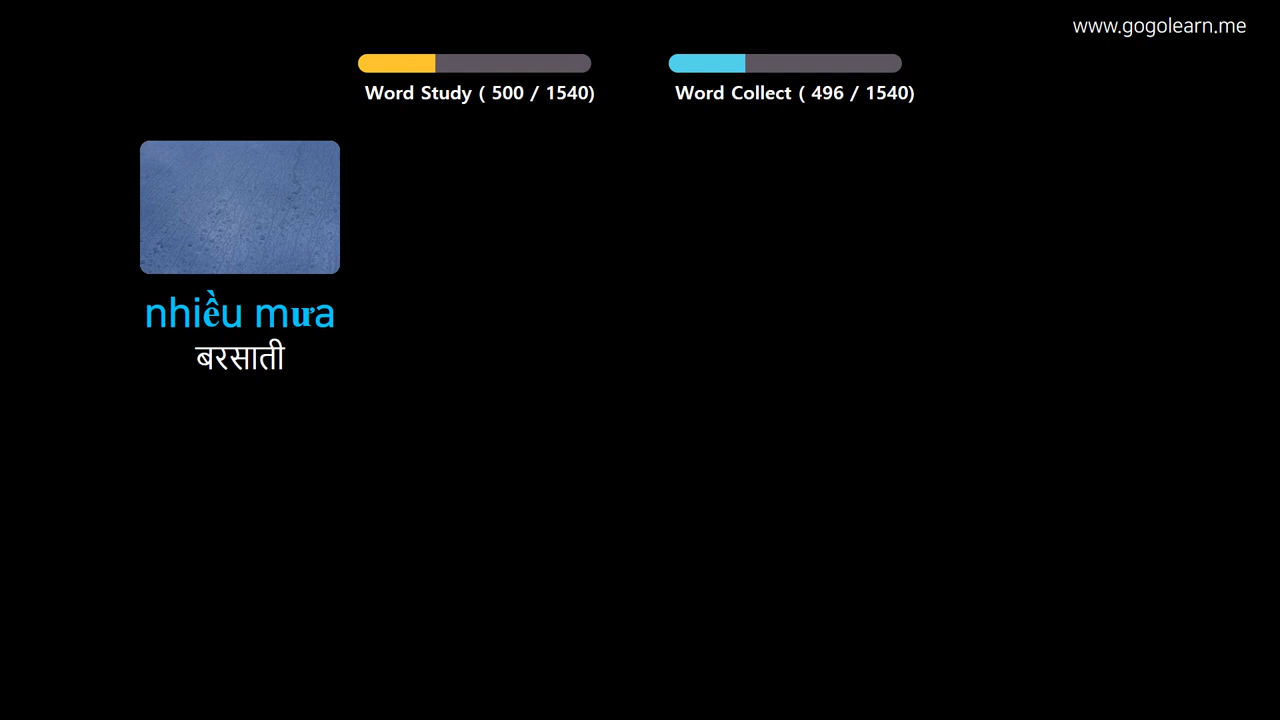 www.gogolearn.me
Word Study ( 500 / 1540)
Word Collect ( 496 / 1540)
nhiều mưa
बरसाती